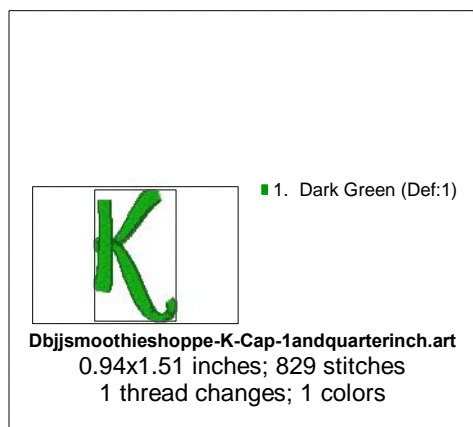 1. Dark Green (Def:1)
K
Dbjjsmoothieshoppe-K-Cap-1andquarterinch.art
0.94x1.51 inches; 829 stitches
1 thread changes; 1 colors